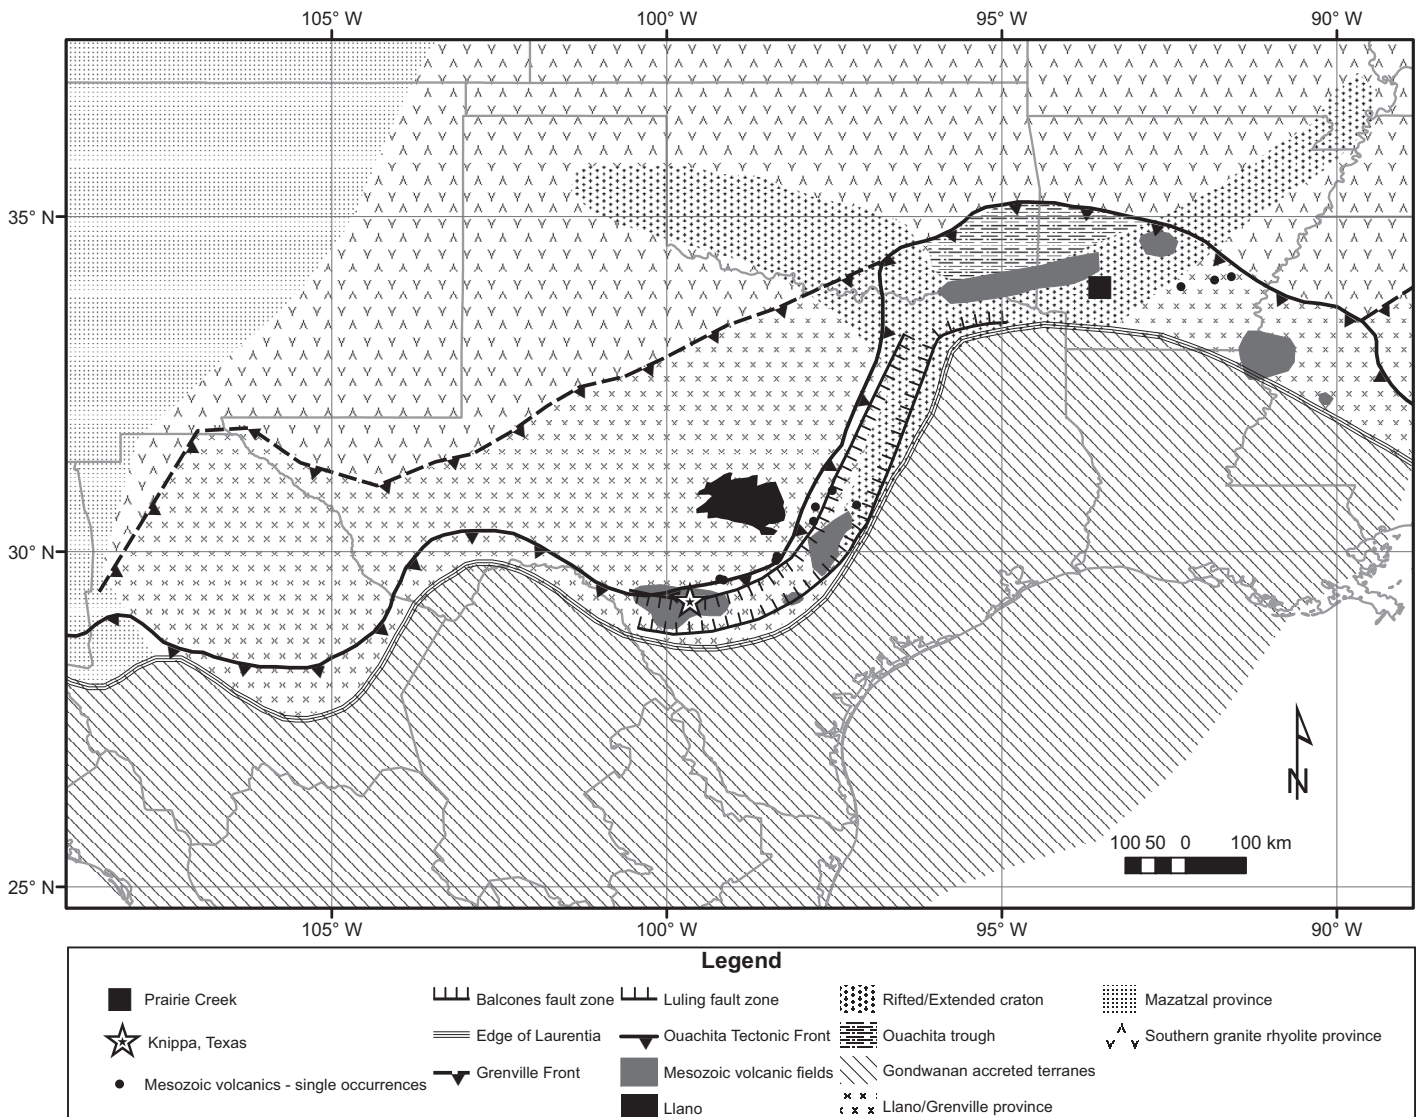 105° W 100° W 95° W 90° W
35° N
30° N
25° N
N
100 50 0 100 km
105° W 100° W 95° W 90° W
Legend
Prairie Creek
Balcones fault zone
Luling fault zone
Rifted/Extended craton
Mazatzal province
Knippa, Texas
Edge of Laurentia
Ouachita Tectonic Front
Ouachita trough
Southern granite rhyolite province
Mesozoic volcanics - single occurrences
Grenville Front
Mesozoic volcanic fields
Gondwanan accreted terranes
Llano
Llano/Grenville province